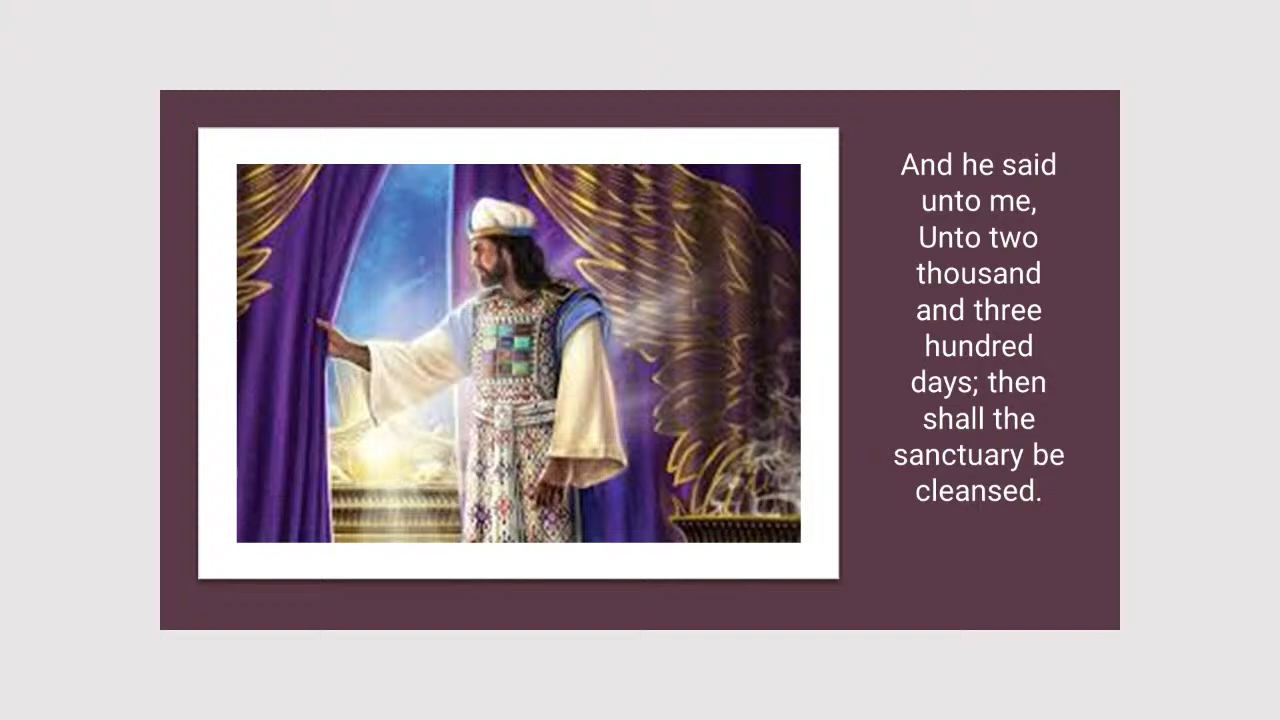 And he said
unto me,
Unto two
thousand
and three
hundred
days; then
shall the
sanctuary be
cleansed.